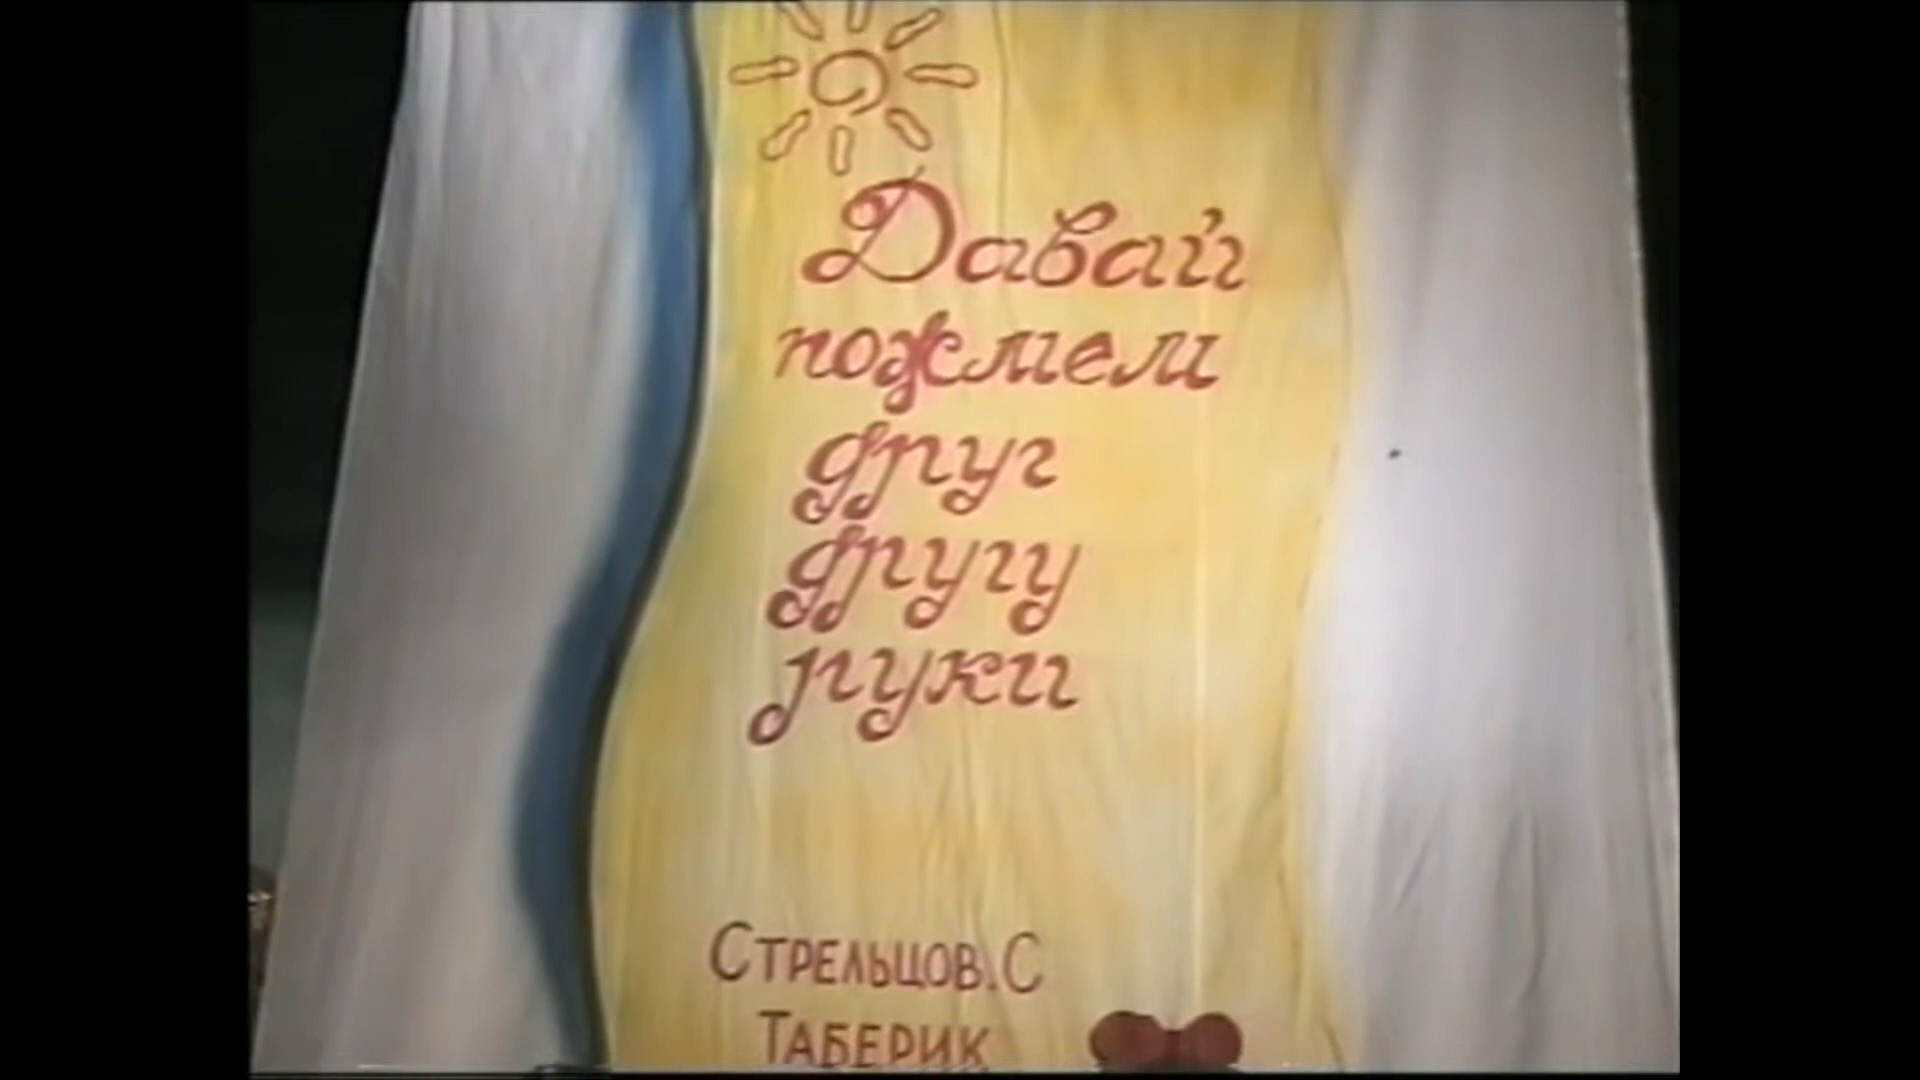 Давай
пожмем
друг
другу
руки
Стрельцов.С
Таберик